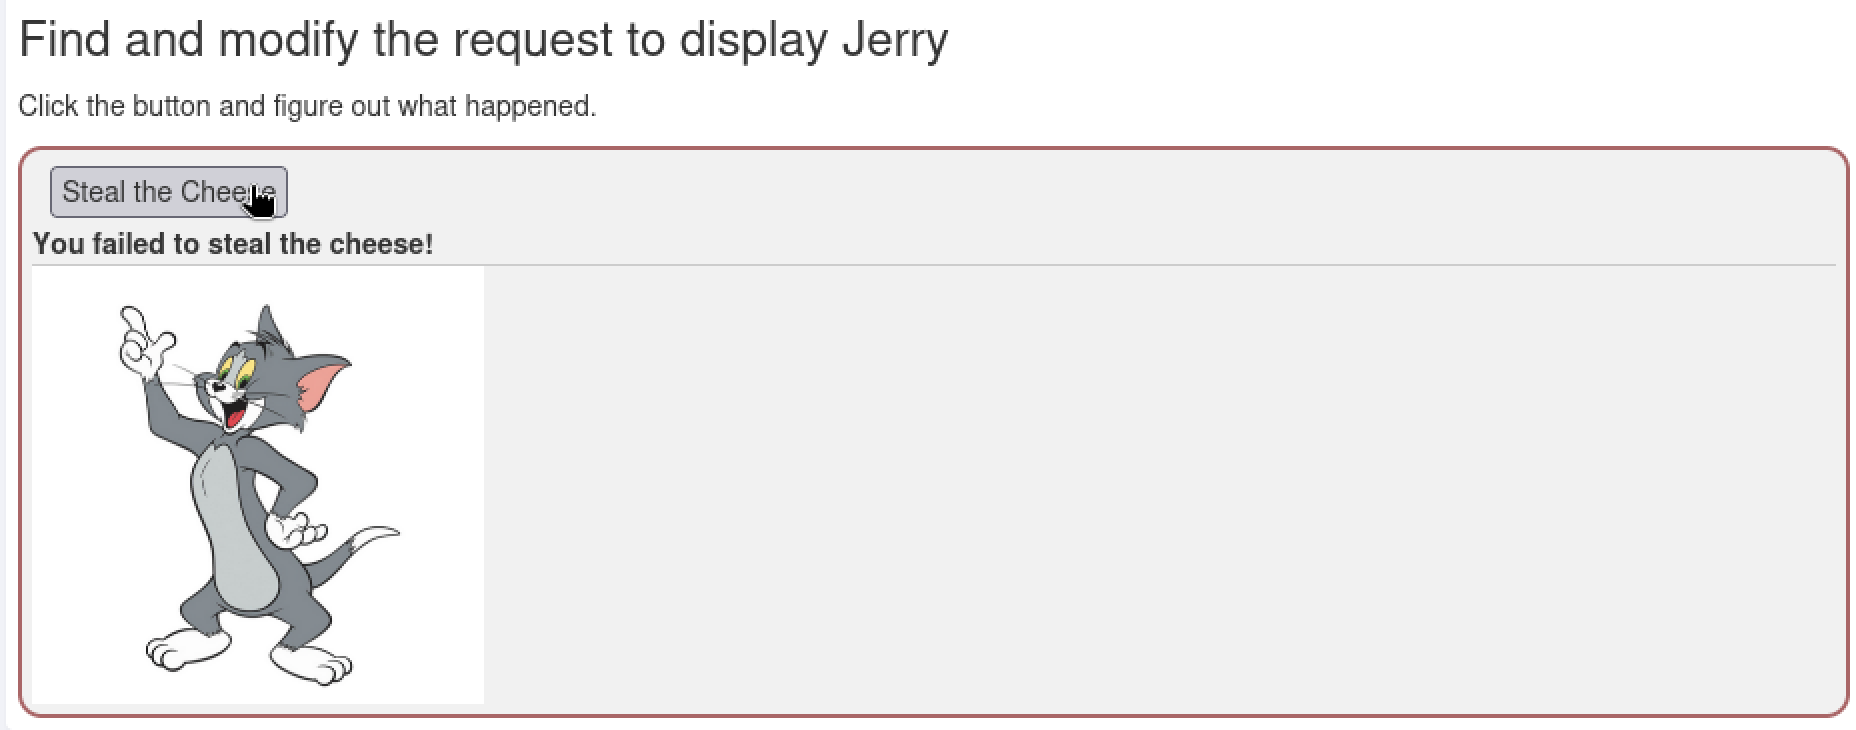 Find and modify the request to display Jerry
Click the button and figure out what happened.
Steal the Cheese
You failed to steal the cheese!